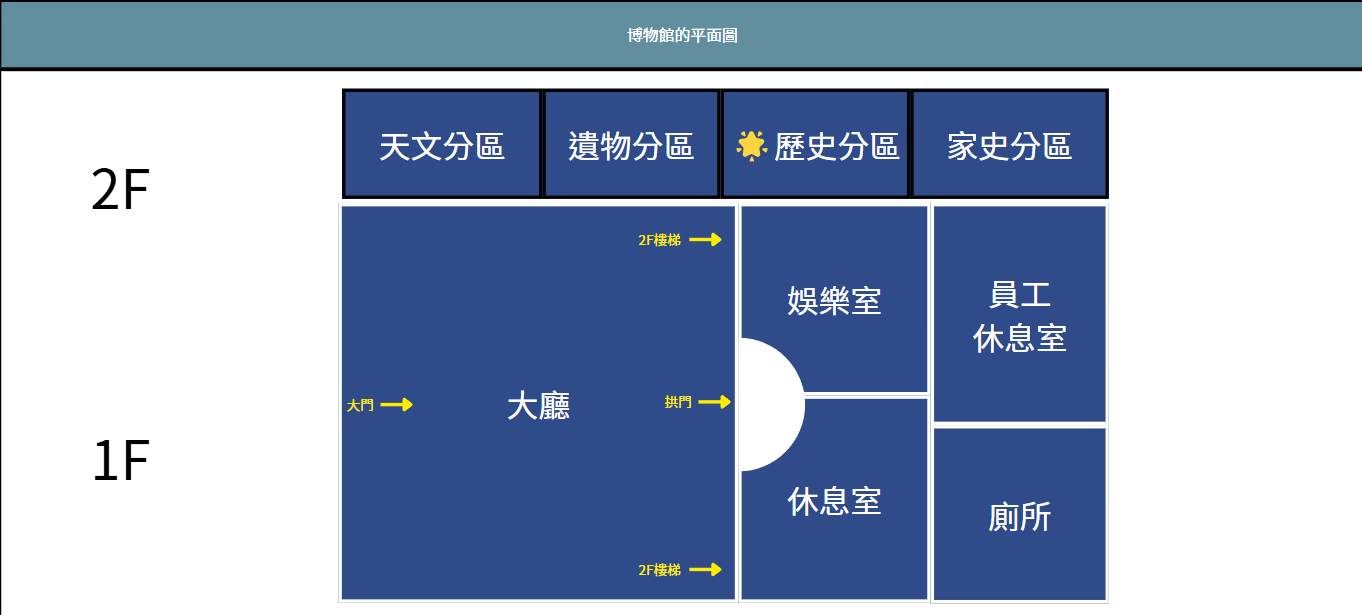 博物館的平面圖
2F
天文分區
遺物分區
歷史分區
家史分區
1F
2F樓梯
大門
大廳
拱門
2F樓梯
娛樂室
休息室
員工
休息室
廁所